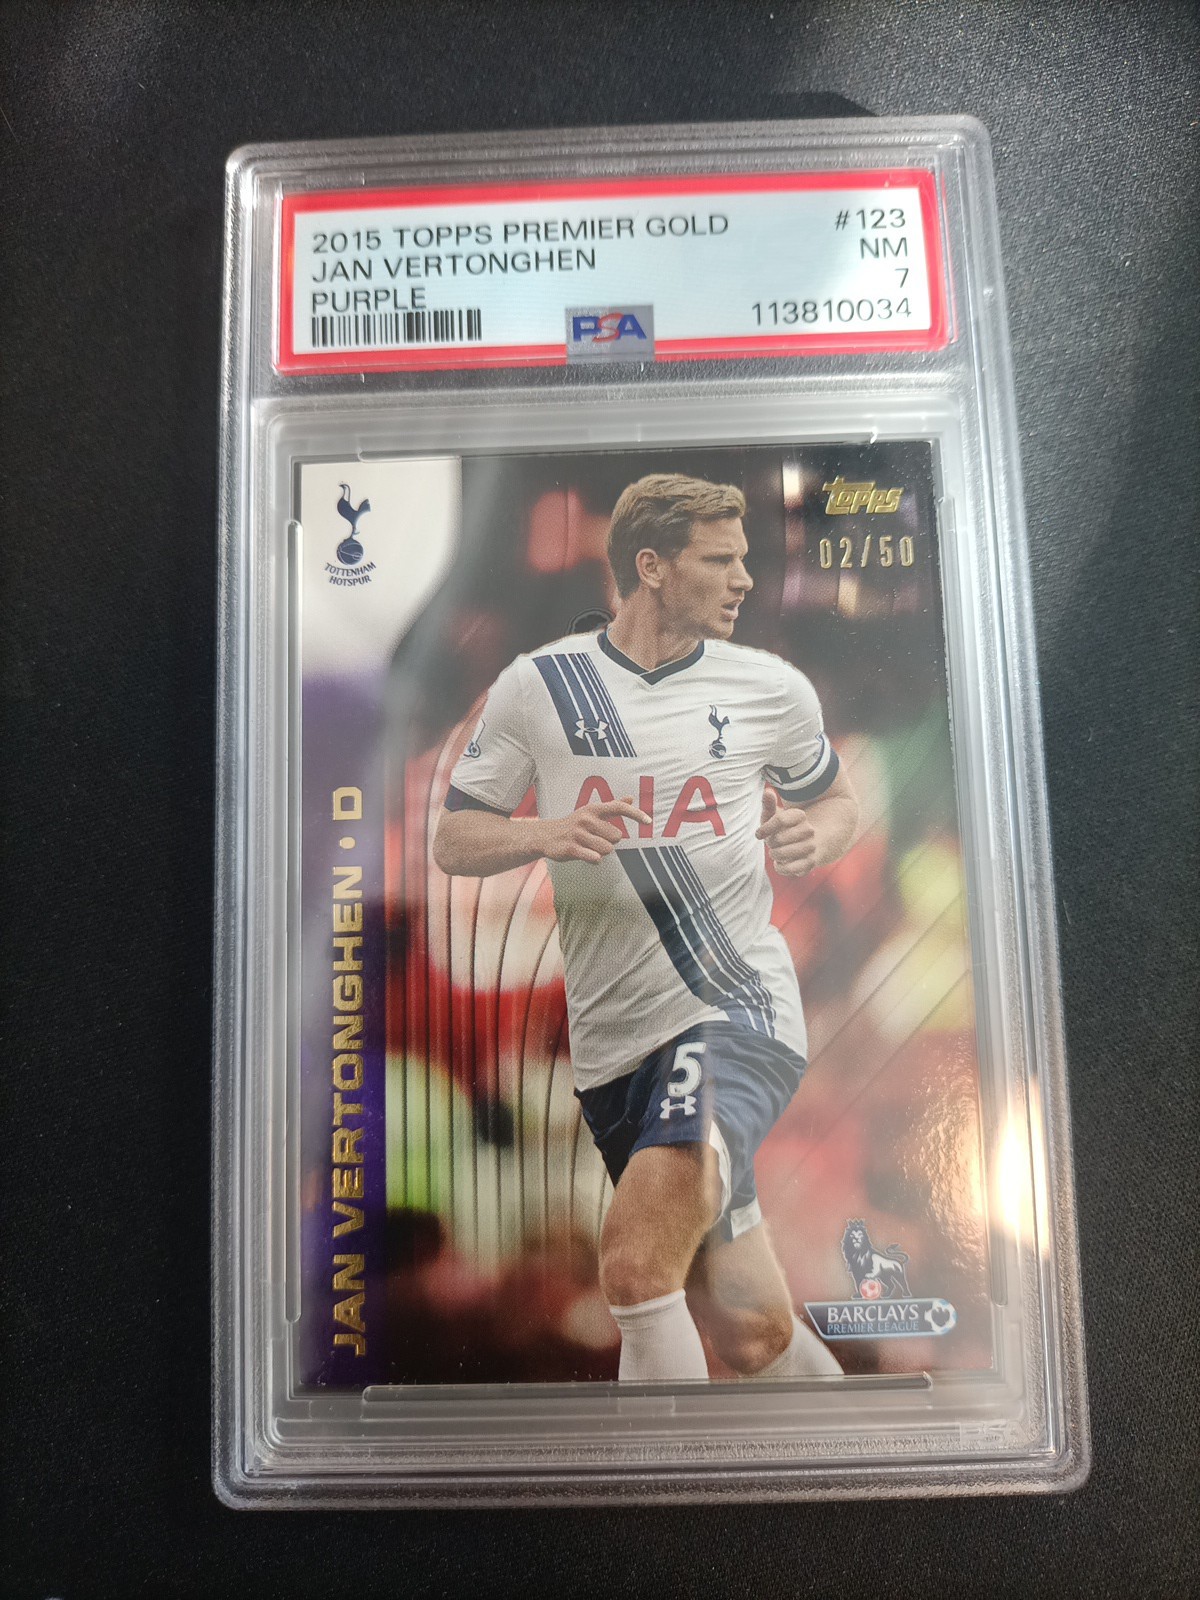 2015 TOPPS PREMIER GOLD #123
JAN VERTONGHEN NM
PURPLE 7
PSA 113810034
TOTTENHAM
HOTSPUR
topps
02/50
AIA
5
JAN VERTONGHEN • D
BARCLAYS
PREMIER LEAGUE